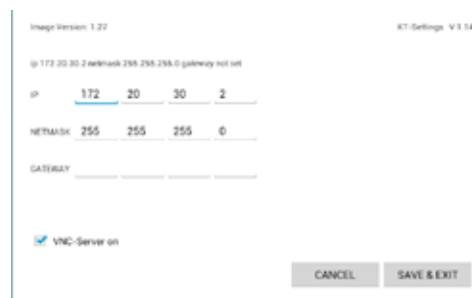 Image Version: 1.27 KT-Settings V 1.14
ip 172.20.30.2 netmask 255.255.255.0 gateway not set
IP 172 20 30 2
NETMASK 255 255 255 0
GATEWAY
VNC-Server on
CANCEL SAVE & EXIT